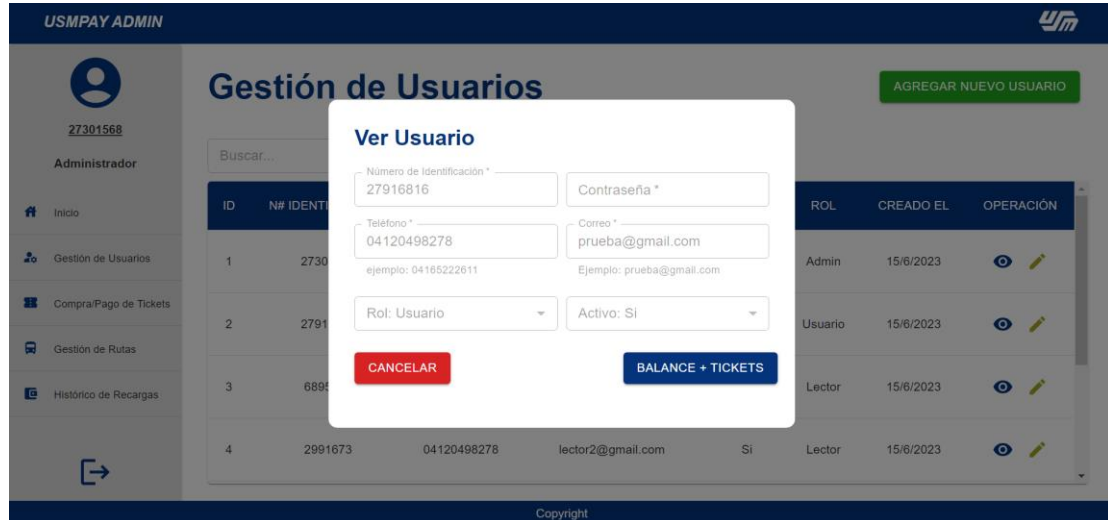 USMPAY ADMIN
Usm
27301568
Administrador
Inicio
Gestión de Usuarios
Compra/Pago de Tickets
Gestión de Rutas
Histórico de Recargas
Gestión de Usuarios
AGREGAR NUEVO USUARIO
Buscar...
ID N# IDENTI ROL CREADO EL OPERACIÓN
1 2730 Admin 15/6/2023
2 2791 Usuario 15/6/2023
3 6895 Lector 15/6/2023
4 2991673 04120498278 lector2@gmail.com Si Lector 15/6/2023
Ver Usuario
Número de Identificación *
27916816
Contraseña *
Teléfono *
04120498278
ejemplo: 04165222611
Correo *
prueba@gmail.com
Ejemplo: prueba@gmail.com
Rol: Usuario
Activo: Si
CANCELAR
BALANCE + TICKETS
Copyright